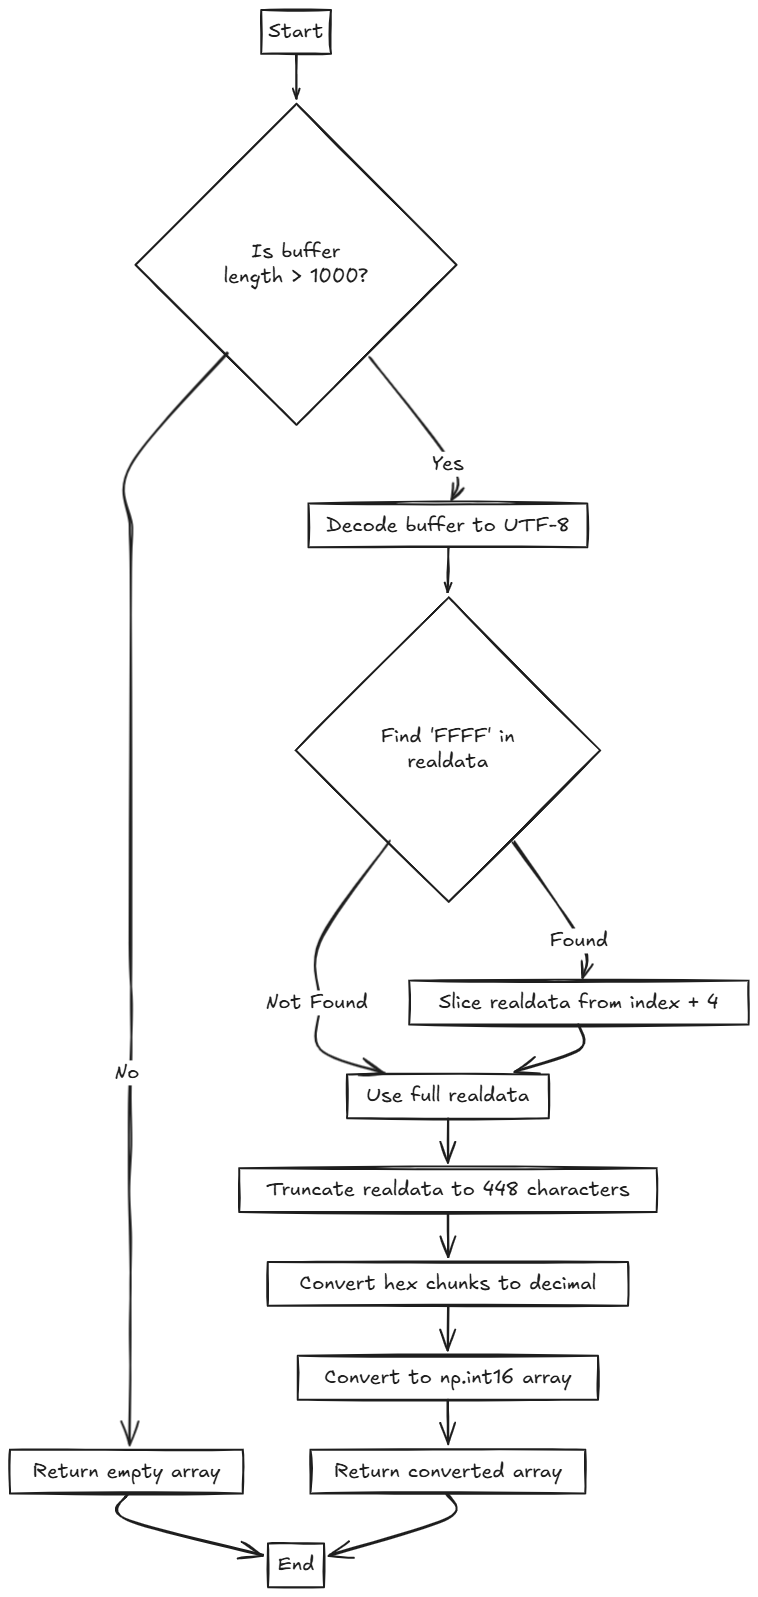 Start
Is buffer
length > 1000?
Yes
Decode buffer to UTF-8
Find 'FFFF' in
realdata
Found
Not Found
Slice realdata from index + 4
No
Use full realdata
Truncate realdata to 448 characters
Convert hex chunks to decimal
Convert to np.int16 array
Return empty array
Return converted array
End